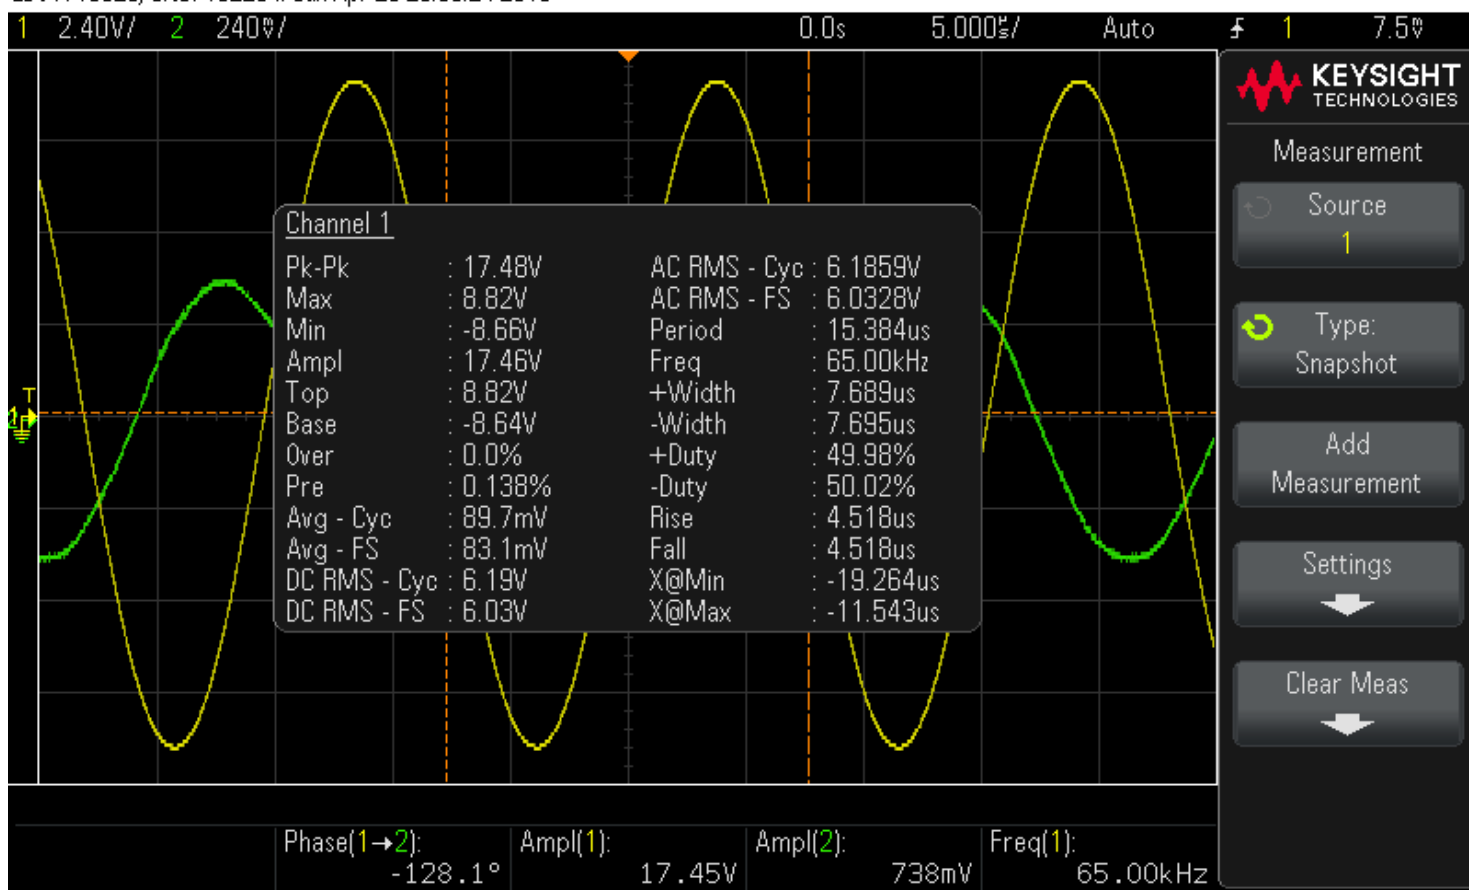 1 2.40V/ 2 240V/ 0.0s 5.000s/ Auto 1 7.5V
KEYSIGHT
TECHNOLOGIES
Measurement
Source
1
Type:
Snapshot
Add
Measurement
Settings
Clear Meas
T
Channel 1
Pk-Pk : 17.48V AC RMS - Cyc : 6.1859V
Max : 8.82V AC RMS - FS : 6.0328V
Min : -8.66V Period : 15.384us
Ampl : 17.46V Freq : 65.00kHz
Top : 8.82V +Width : 7.689us
Base : -8.64V -Width : 7.695us
Over : 0.0% +Duty : 49.98%
Pre : 0.138% -Duty : 50.02%
Avg - Cyc : 89.7mV Rise : 4.518us
Avg - FS : 83.1mV Fall : 4.518us
DC RMS - Cyc : 6.19V X@Min : -19.264us
DC RMS - FS : 6.03V X@Max : -11.543us
Phase(1→2): Ampl(1): Ampl(2): Freq(1):
-128.1° 17.45V 738mV 65.00kHz